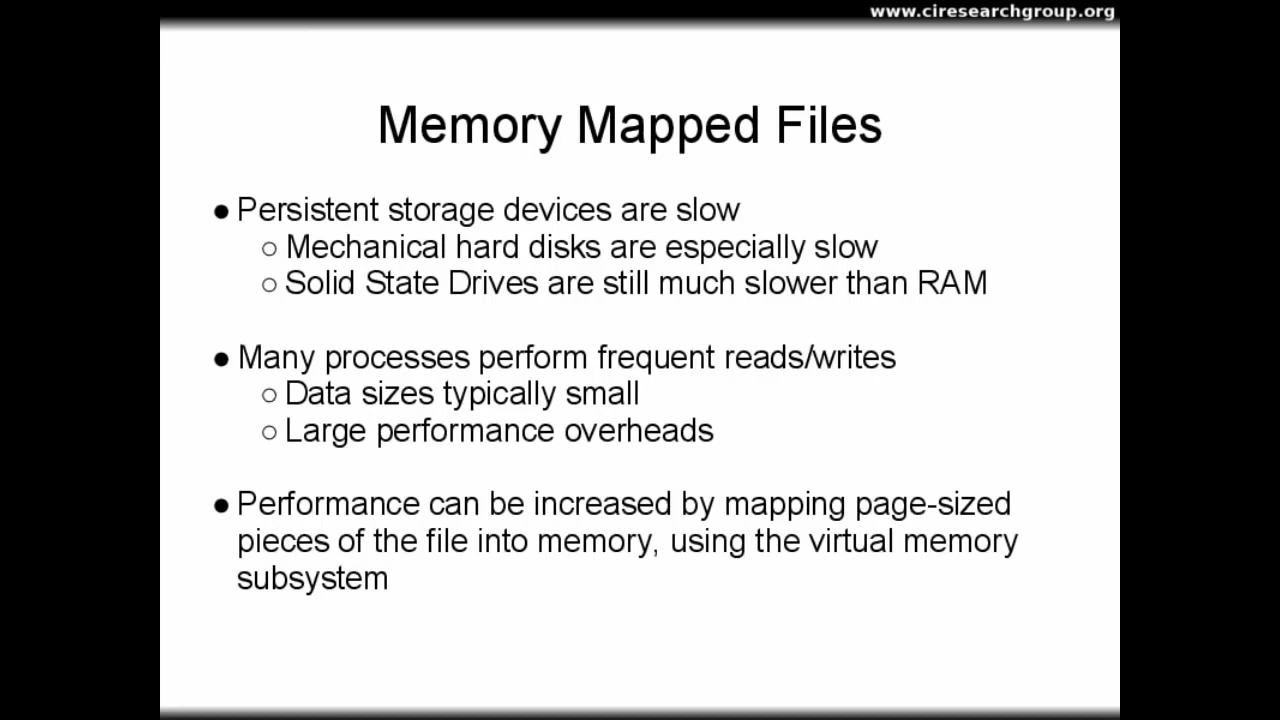 www.ciresearchgroup.org
Memory Mapped Files
● Persistent storage devices are slow
○ Mechanical hard disks are especially slow
○ Solid State Drives are still much slower than RAM
● Many processes perform frequent reads/writes
○ Data sizes typically small
○ Large performance overheads
● Performance can be increased by mapping page-sized
pieces of the file into memory, using the virtual memory
subsystem